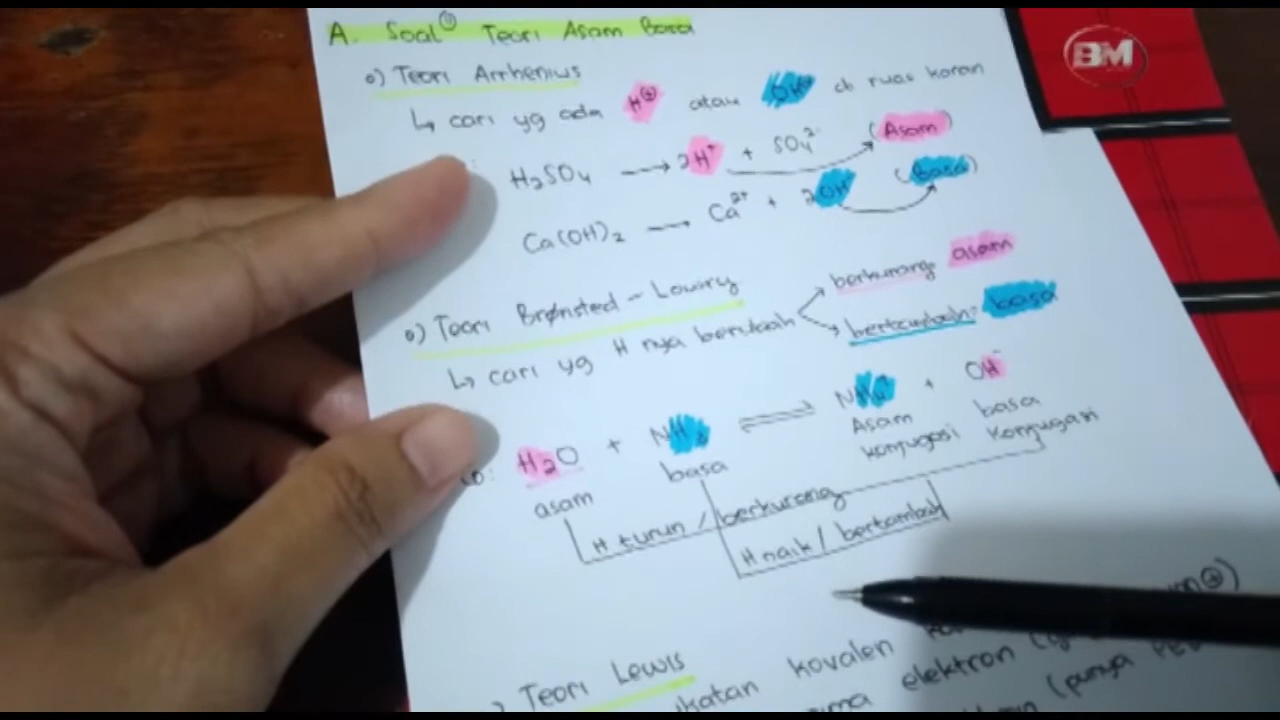 A. Soal① Teori Asam Basa
BM
o) Teori Arrhenius
↳ cari yg ada H⊕ atau OH⊖ di ruas kanan
H₂SO₄ → 2H⁺ + SO₄²⁻ (Asam)
Ca(OH)₂ → Ca²⁺ + 2OH⁻ (Basa)
o) Teori Brønsted - Lowry
↳ cari yg H nya berubah
berkurang: asam
bertambah: basa
H₂O + NH₃ ⇌ NH₄ + OH⁻
asam basa Asam konjugasi basa konjugasi
H turun / berkurang
H naik / bertambah
) Teori Lewis
ikatan kovalen
elektron
(punya